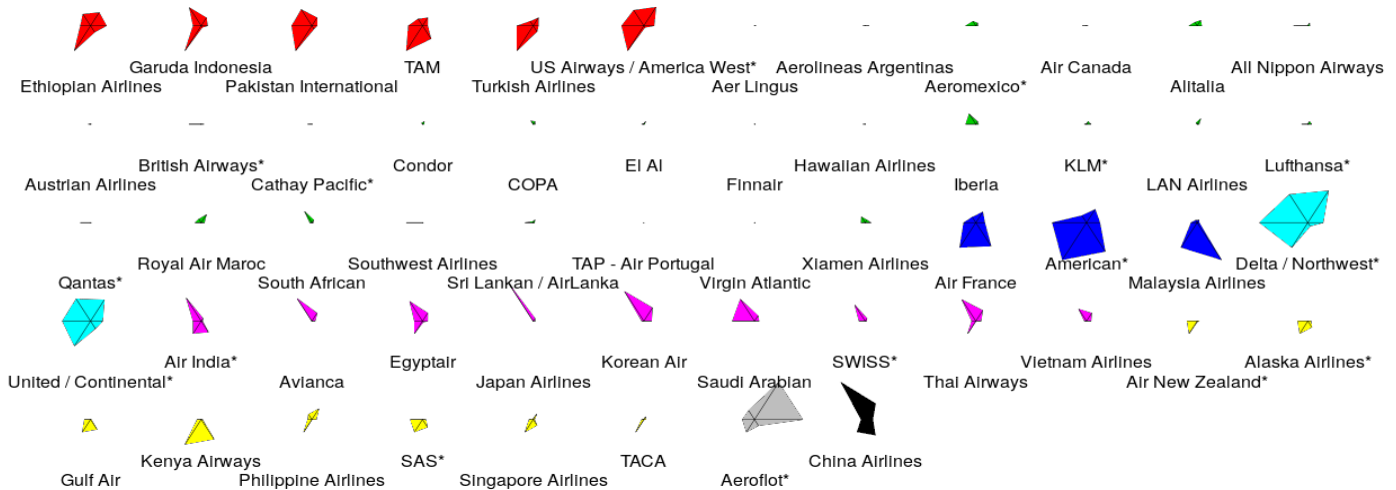 Garuda Indonesia TAM US Airways / America West* Aerolineas Argentinas Air Canada All Nippon Airways
Ethiopian Airlines Pakistan International Turkish Airlines Aer Lingus Aeromexico* Alitalia
British Airways* Condor El Al Hawaiian Airlines KLM* Lufthansa*
Austrian Airlines Cathay Pacific* COPA Finnair Iberia LAN Airlines
Royal Air Maroc Southwest Airlines TAP - Air Portugal Xiamen Airlines American* Delta / Northwest*
Qantas* South African Sri Lankan / AirLanka Virgin Atlantic Air France Malaysia Airlines
Air India* Egyptair Korean Air SWISS* Vietnam Airlines Alaska Airlines*
United / Continental* Avianca Japan Airlines Saudi Arabian Thai Airways Air New Zealand*
Kenya Airways SAS* TACA China Airlines
Gulf Air Philippine Airlines Singapore Airlines Aeroflot*